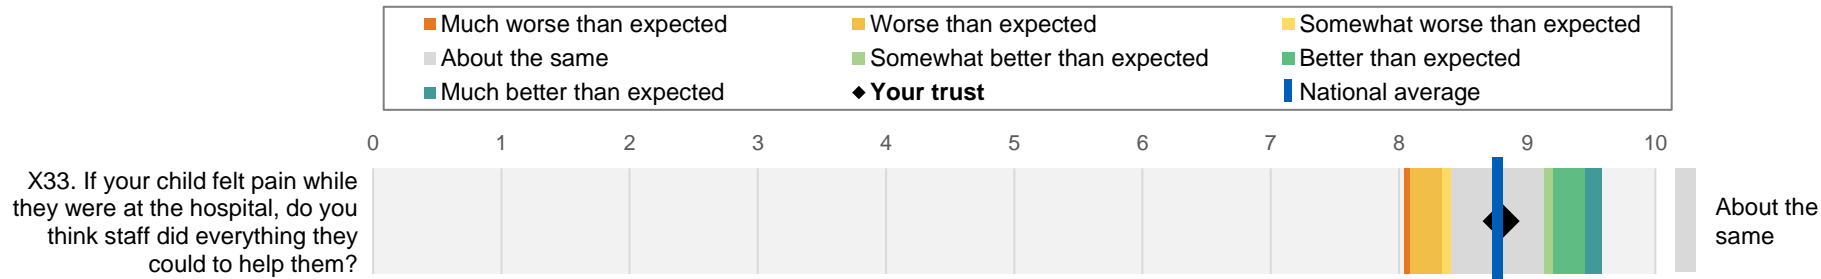 Much worse than expected
Worse than expected
Somewhat worse than expected
About the same
Somewhat better than expected
Better than expected
Much better than expected
Your trust
National average
0 1 2 3 4 5 6 7 8 9 10
X33. If your child felt pain while
they were at the hospital, do you
think staff did everything they
could to help them?
About the
same